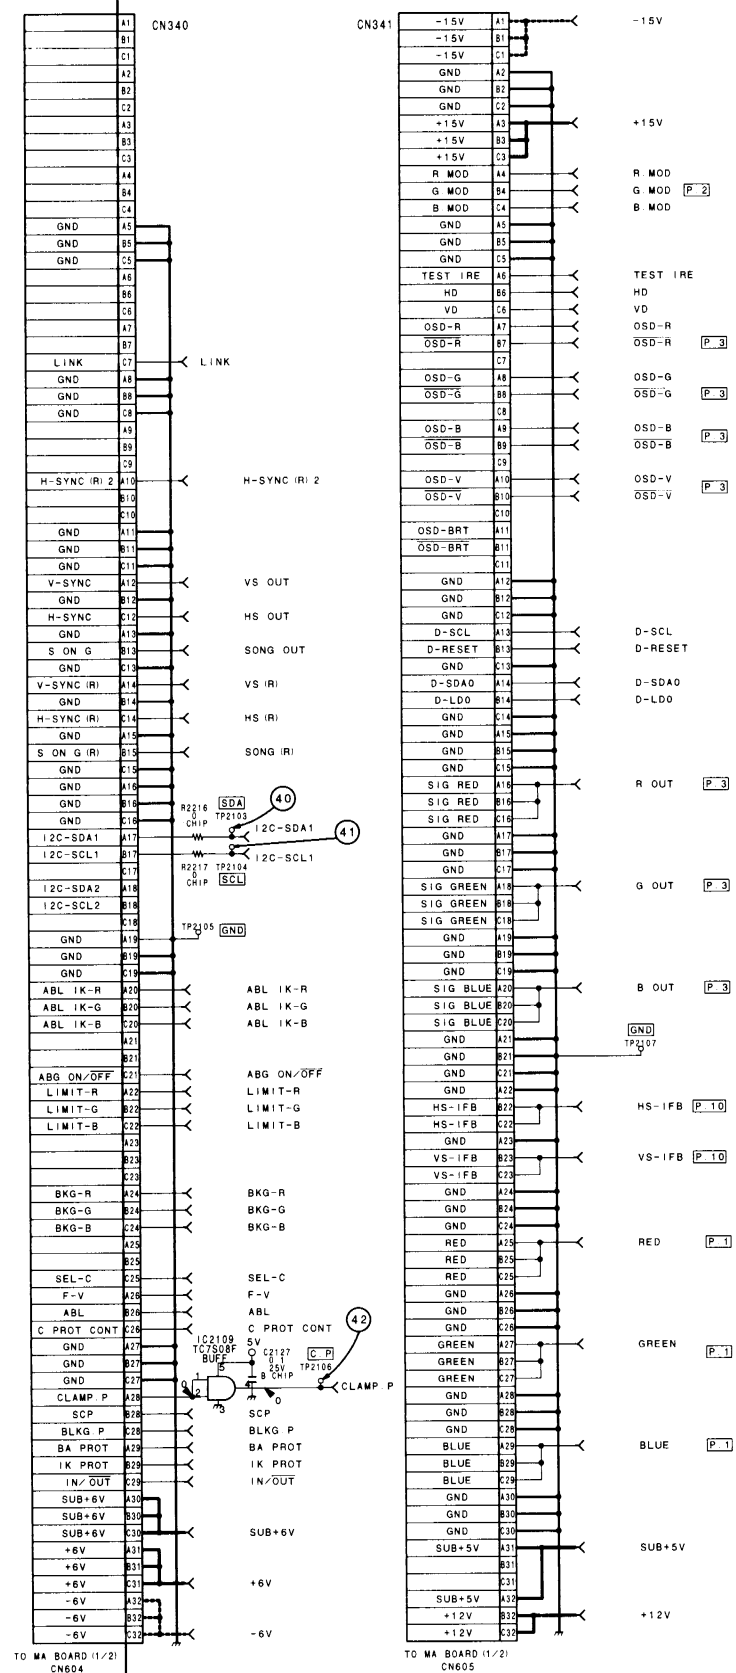 CN340
A1
B1
C1
A2
B2
C2
A3
B3
C3
A4
B4
C4
GND A5
GND B5
GND C5
A6
B6
C6
A7
B7
LINK C7 LINK
GND A8
GND B8
GND C8
A9
B9
C9
H-SYNC (R) 2 A10 H-SYNC (R) 2
B10
C10
GND A11
GND B11
GND C11
V-SYNC A12 VS OUT
GND B12
H-SYNC C12 HS OUT
GND A13
S ON G B13 SONG OUT
GND C13
V-SYNC (R) A14 VS (R)
GND B14
H-SYNC (R) C14 HS (R)
GND A15
S ON G (R) B15 SONG (R)
GND C15
GND A16
GND B16
GND C16
R2216
0
CHIP
SDA
TP2103
40
I2C-SDA1 A17 I2C-SDA1
41
I2C-SCL1 B17 I2C-SCL1
C17
R2217
0
CHIP
TP2104
SCL
I2C-SDA2 A18
I2C-SCL2 B18
C18
TP2105 GND
GND A19
GND B19
GND C19
ABL IK-R A20 ABL IK-R
ABL IK-G B20 ABL IK-G
ABL IK-B C20 ABL IK-B
A21
B21
ABG ON/OFF C21 ABG ON/OFF
LIMIT-R A22 LIMIT-R
LIMIT-G B22 LIMIT-G
LIMIT-B C22 LIMIT-B
A23
B23
C23
BKG-R A24 BKG-R
BKG-G B24 BKG-G
BKG-B C24 BKG-B
A25
B25
SEL-C C25 SEL-C
F-V A26 F-V
ABL B26 ABL
C PROT CONT C26 C PROT CONT
42
IC2109
TC7S08F
BUFF
5V
C2127
0.1
25V
B CHIP
C.P
TP2106
GND A27
GND B27
GND C27
0 1 2 3 4 5 0
CLAMP.P A28 CLAMP.P
SCP B28 SCP
BLKG.P C28 BLKG.P
BA PROT A29 BA PROT
IK PROT B29 IK PROT
IN/OUT C29 IN/OUT
SUB+6V A30
SUB+6V B30
SUB+6V C30 SUB+6V
+6V A31
+6V B31
+6V C31 +6V
-6V A32
-6V B32
-6V C32 -6V
TO MA BOARD (1/2)
CN604
CN341
-15V A1 -15V
-15V B1
-15V C1
GND A2
GND B2
GND C2
+15V A3 +15V
+15V B3
+15V C3
R.MOD A4 R.MOD
G.MOD B4 G.MOD P.2
B.MOD C4 B.MOD
GND A5
GND B5
GND C5
TEST IRE A6 TEST IRE
HD B6 HD
VD C6 VD
OSD-R A7 OSD-R
OSD-R B7 OSD-R P.3
C7
OSD-G A8 OSD-G
OSD-G B8 OSD-G P.3
C8
OSD-B A9 OSD-B
P.3
OSD-B B9 OSD-B
C9
OSD-V A10 OSD-V
P.3
OSD-V B10 OSD-V
C10
OSD-BRT A11
OSD-BRT B11
C11
GND A12
GND B12
GND C12
D-SCL A13 D-SCL
D-RESET B13 D-RESET
GND C13
D-SDA0 A14 D-SDA0
D-LD0 B14 D-LD0
GND C14
GND A15
GND B15
GND C15
SIG RED A16 R OUT P.3
SIG RED B16
SIG RED C16
GND A17
GND B17
GND C17
SIG GREEN A18 G OUT P.3
SIG GREEN B18
SIG GREEN C18
GND A19
GND B19
GND C19
SIG BLUE A20 B OUT P.3
SIG BLUE B20
SIG BLUE C20
GND
TP2107
GND A21
GND B21
GND C21
GND A22
HS-IFB B22 HS-IFB P.10
HS-IFB C22
GND A23
VS-IFB B23 VS-IFB P.10
VS-IFB C23
GND A24
GND B24
GND C24
RED A25 RED P.1
RED B25
RED C25
GND A26
GND B26
GND C26
GREEN A27 GREEN P.1
GREEN B27
GREEN C27
GND A28
GND B28
GND C28
BLUE A29 BLUE P.1
BLUE B29
BLUE C29
GND A30
GND B30
GND C30
SUB+5V A31 SUB+5V
B31
C31
SUB+5V A32
+12V B32 +12V
+12V C32
TO MA BOARD (1/2)
CN605